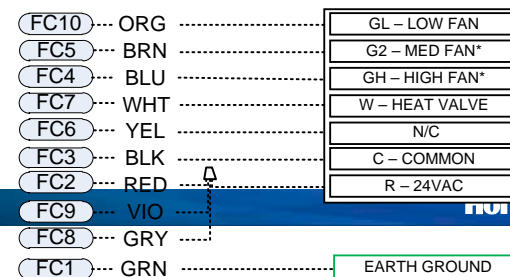 FC10 ORG GL – LOW FAN
FC5 BRN G2 – MED FAN*
FC4 BLU GH – HIGH FAN*
FC7 WHT W – HEAT VALVE
FC6 YEL N/C
FC3 BLK C – COMMON
FC2 RED R – 24VAC
FC9 VIO
FC8 GRY
FC1 GRN EARTH GROUND